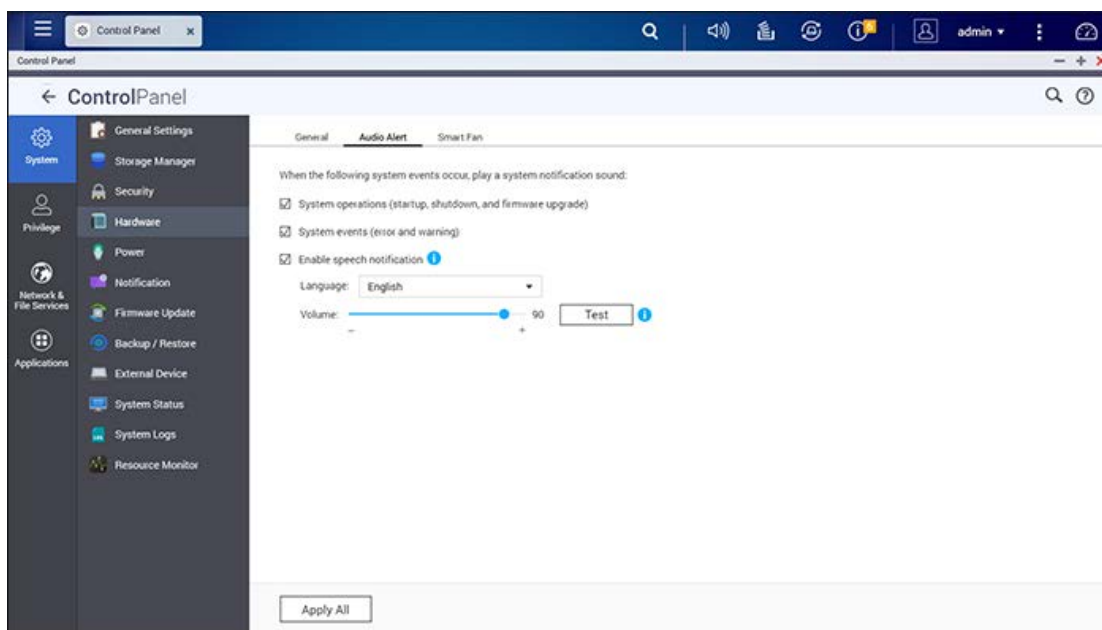 Control Panel x
6
admin
Control Panel
ControlPanel
System
Privilege
Network &
File Services
Applications
General Settings
Storage Manager
Security
Hardware
Power
Notification
Firmware Update
Backup / Restore
External Device
System Status
System Logs
Resource Monitor
General Audio Alert Smart Fan
When the following system events occur, play a system notification sound:
System operations (startup, shutdown, and firmware upgrade)
System events (error and warning)
Enable speech notification
Language: English
Volume: 90 Test
- +
Apply All